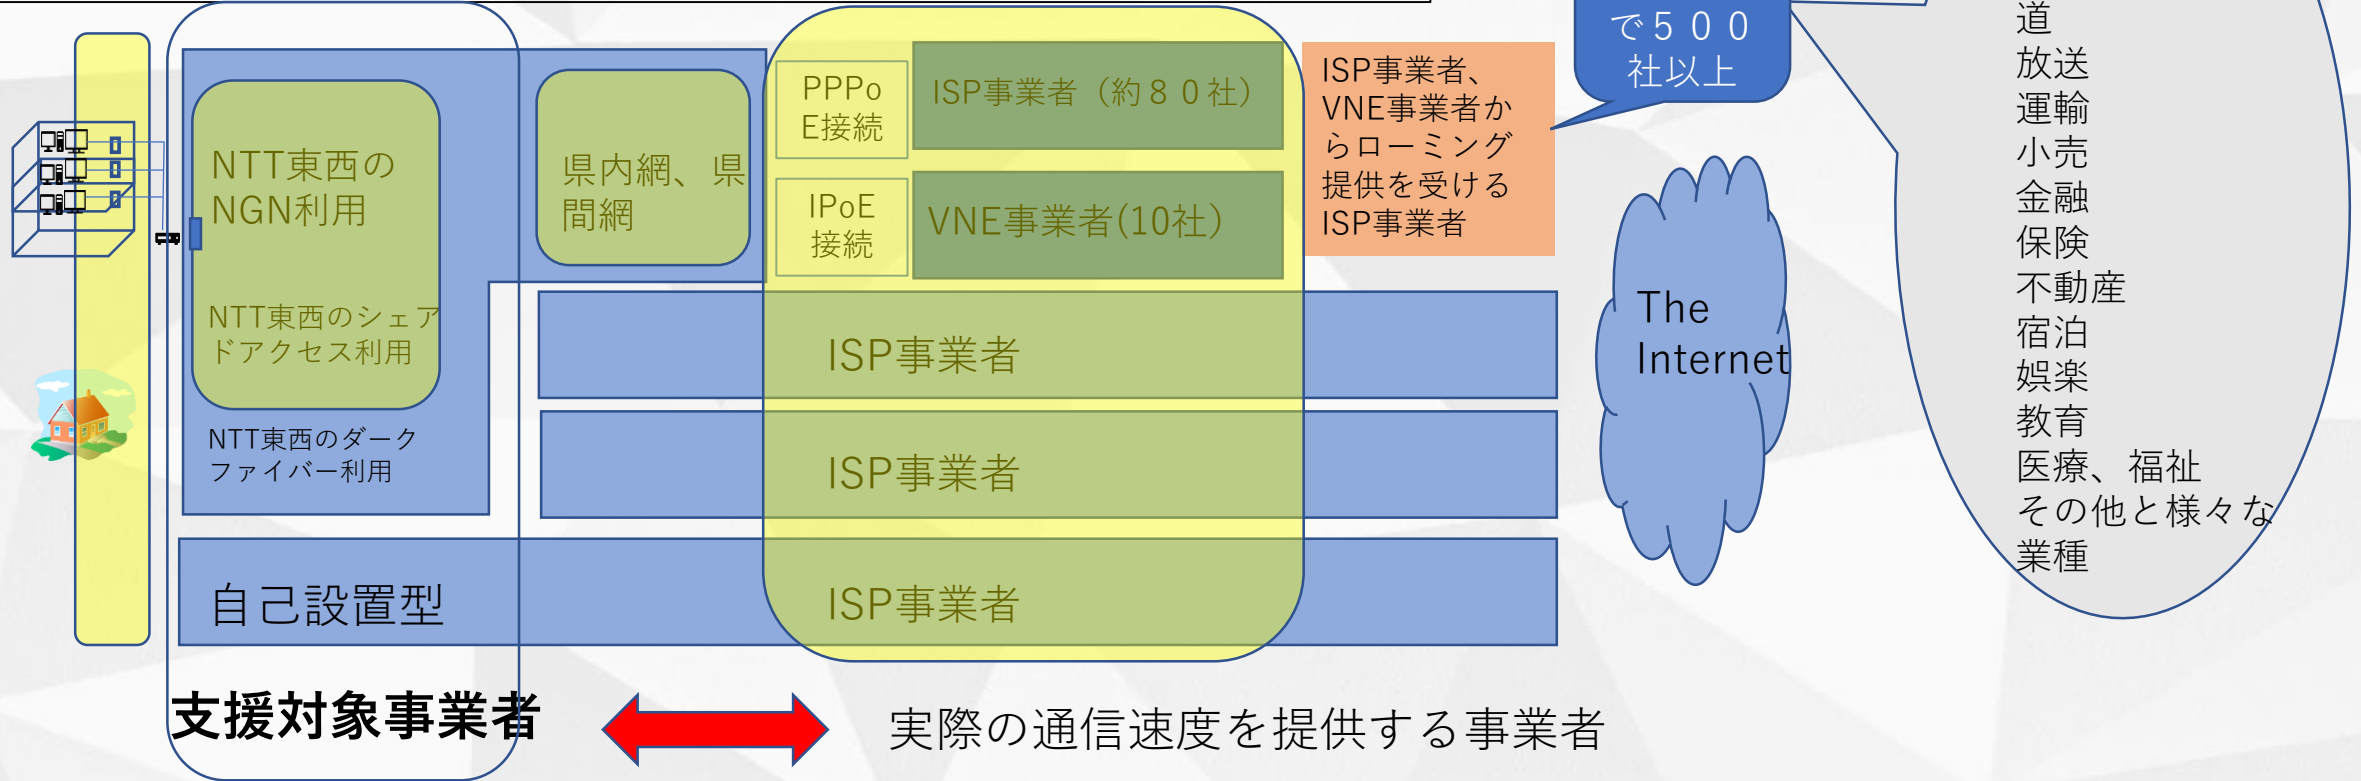 で５００
社以上
道
放送
運輸
小売
金融
保険
不動産
宿泊
娯楽
教育
医療、福祉
その他と様々な
業種
NTT東西の
NGN利用
NTT東西のシェア
ドアクセス利用
NTT東西のダーク
ファイバー利用
県内網、県
間網
PPPo
E接続
ISP事業者（約８０社）
IPoE
接続
VNE事業者(10社）
ISP事業者、
VNE事業者か
らローミング
提供を受ける
ISP事業者
ISP事業者
ISP事業者
自己設置型
ISP事業者
The
Internet
支援対象事業者
実際の通信速度を提供する事業者